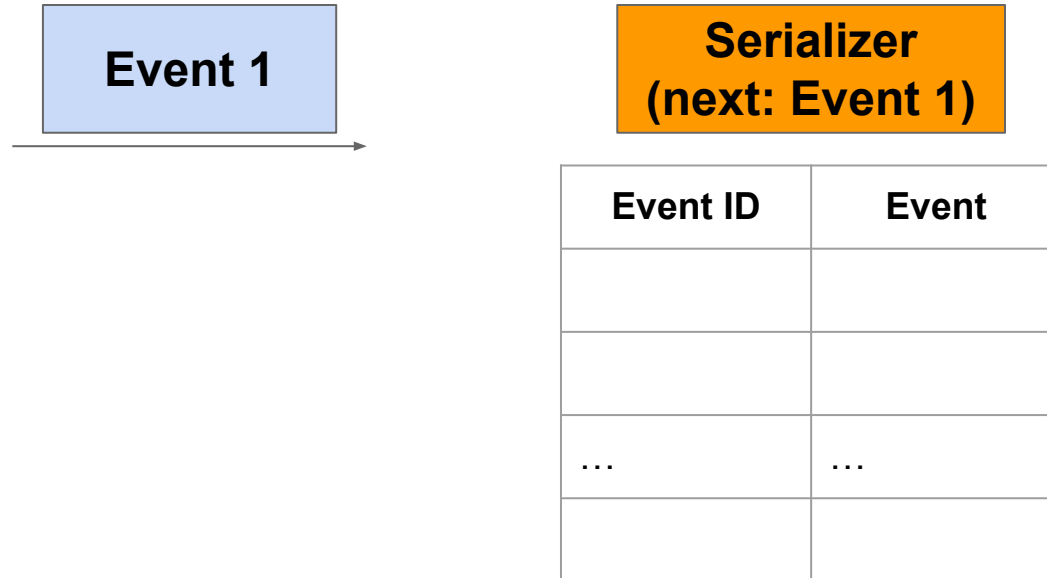 Event 1
Serializer
(next: Event 1)
Event ID Event
... ...